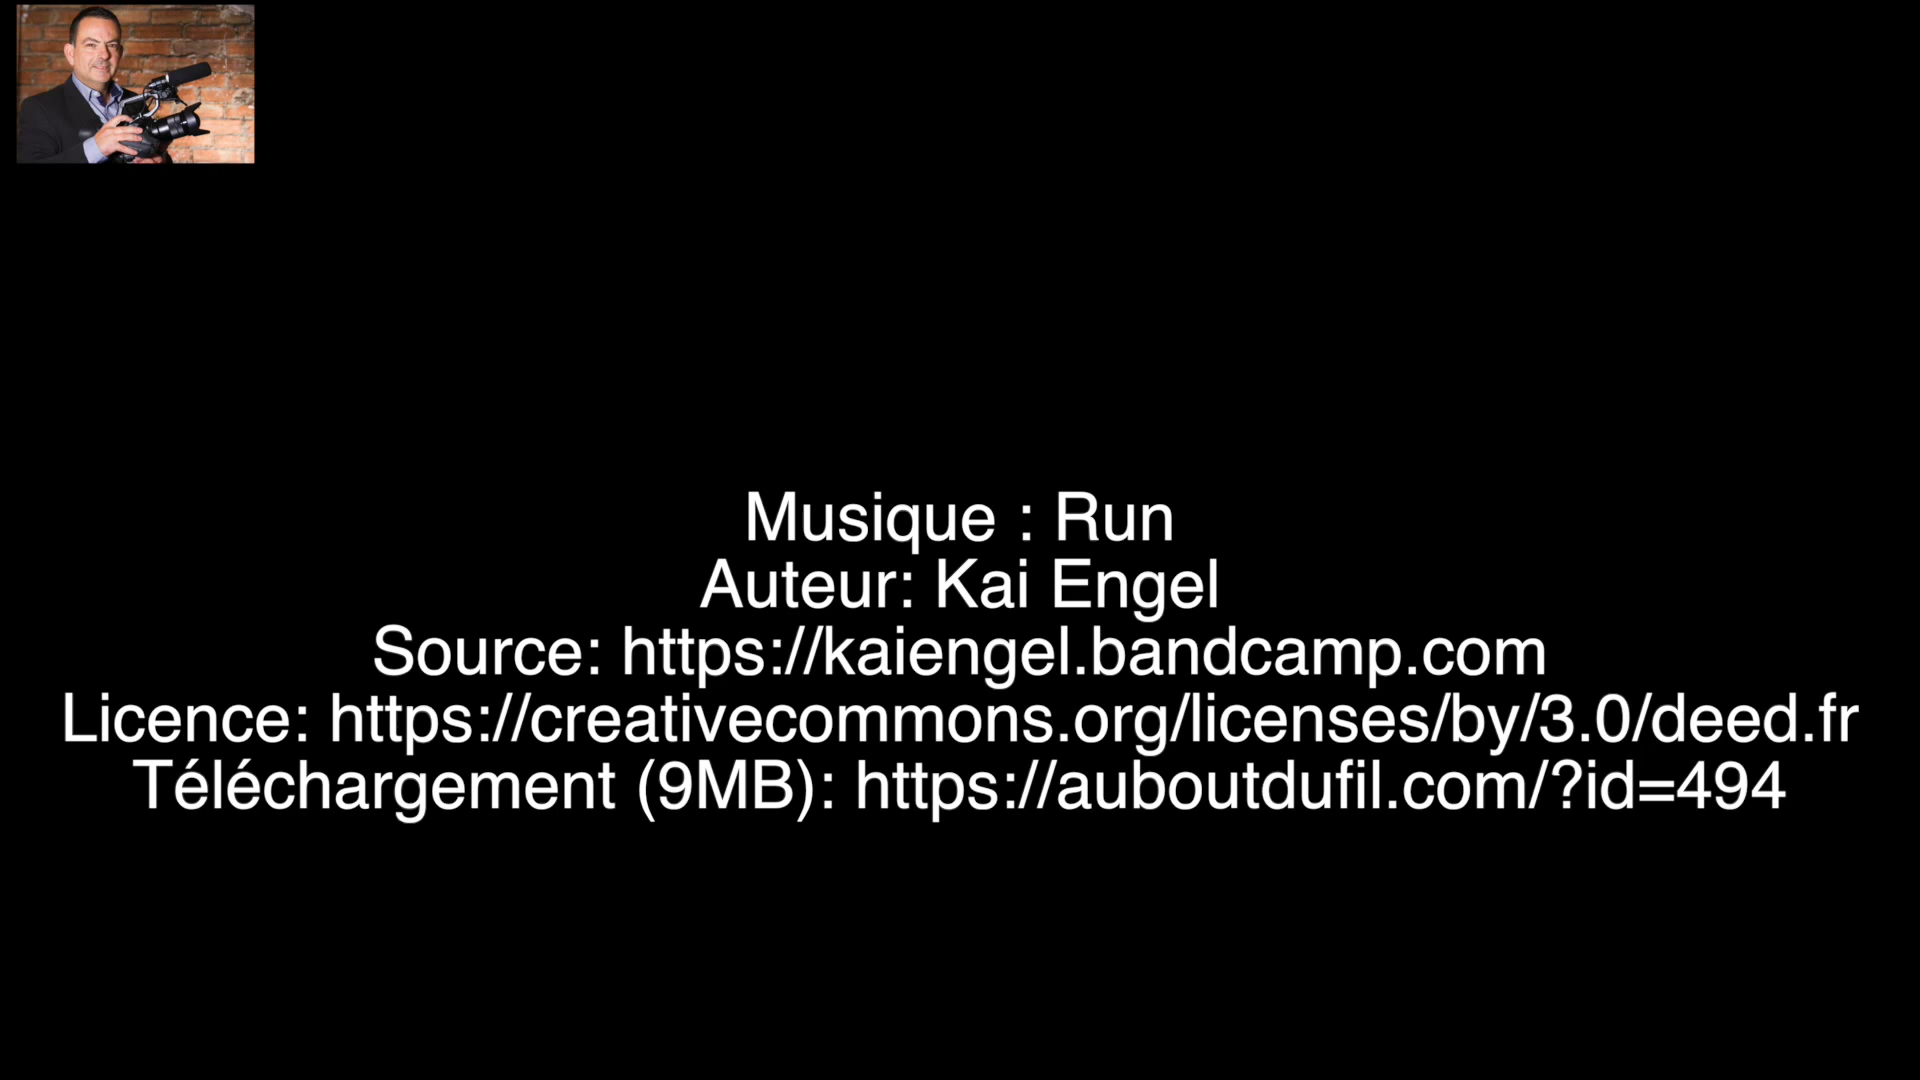 Musique : Run
Auteur: Kai Engel
Source: https://kaiengel.bandcamp.com
Licence: https://creativecommons.org/licenses/by/3.0/deed.fr
Téléchargement (9MB): https://auboutdufil.com/?id=494